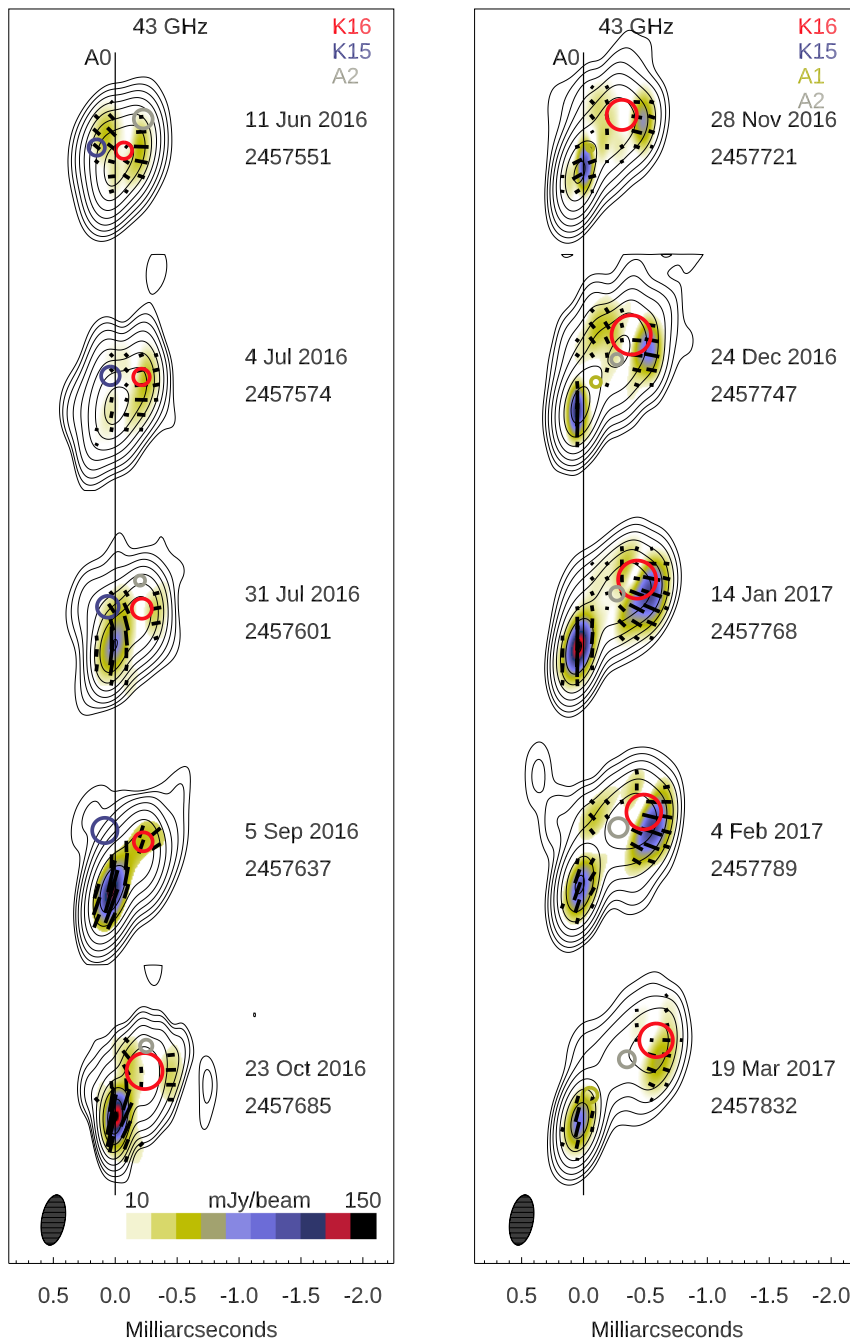 43 GHz
K16
K15
A2
A0
11 Jun 2016
2457551
4 Jul 2016
2457574
31 Jul 2016
2457601
5 Sep 2016
2457637
23 Oct 2016
2457685
10 mJy/beam 150
0.5 0.0 -0.5 -1.0 -1.5 -2.0
Milliarcseconds
43 GHz
K16
K15
A1
A2
A0
28 Nov 2016
2457721
24 Dec 2016
2457747
14 Jan 2017
2457768
4 Feb 2017
2457789
19 Mar 2017
2457832
0.5 0.0 -0.5 -1.0 -1.5 -2.0
Milliarcseconds